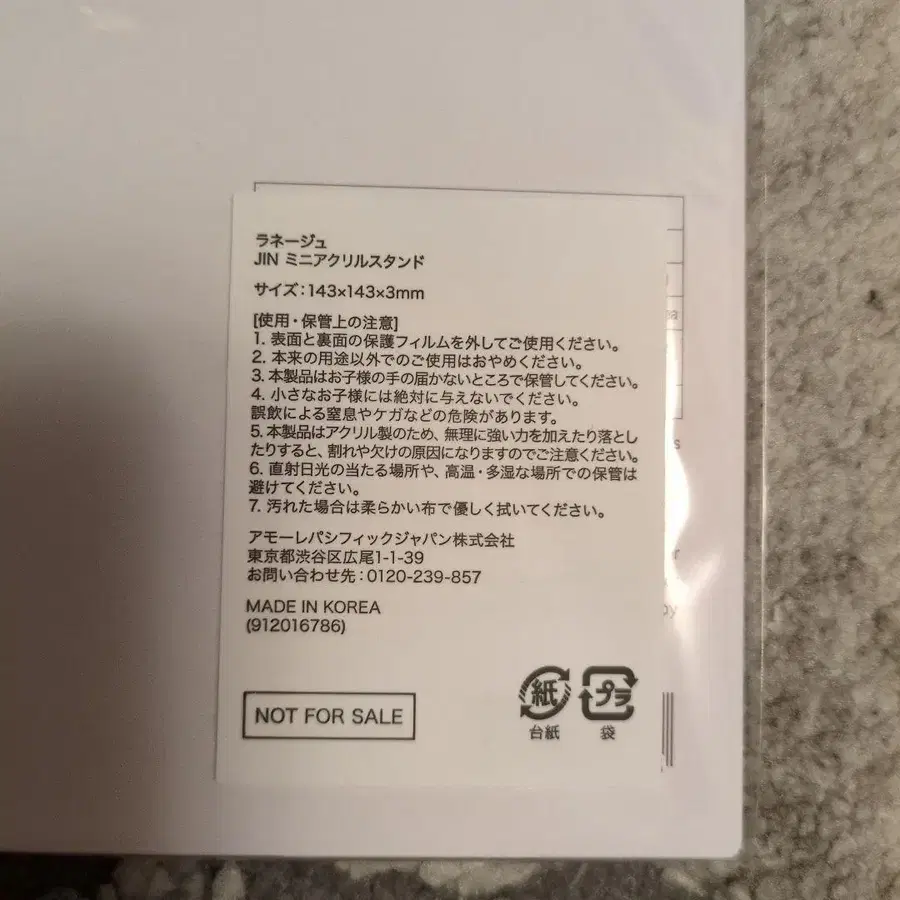 ラネージュ
JIN ミニアクリルスタンド
サイズ：143×143×3mm
[使用・保管上の注意]
1. 表面と裏面の保護フィルムを外してご使用ください。
2. 本来の用途以外でのご使用はおやめください。
3. 本製品はお子様の手の届かないところで保管してください。
4. 小さなお子様には絶対に与えないでください。
誤飲による窒息やケガなどの危険があります。
5. 本製品はアクリル製のため、無理に強い力を加えたり落とし
たりすると、割れや欠けの原因になりますのでご注意ください。
6. 直射日光の当たる場所や、高温・多湿な場所での保管は
避けてください。
7. 汚れた場合は柔らかい布で優しく拭いてください。
アモーレパシフィックジャパン株式会社
東京都渋谷区広尾1-1-39
お問い合わせ先：0120-239-857
MADE IN KOREA
(912016786)
NOT FOR SALE
紙 プラ
台紙 袋